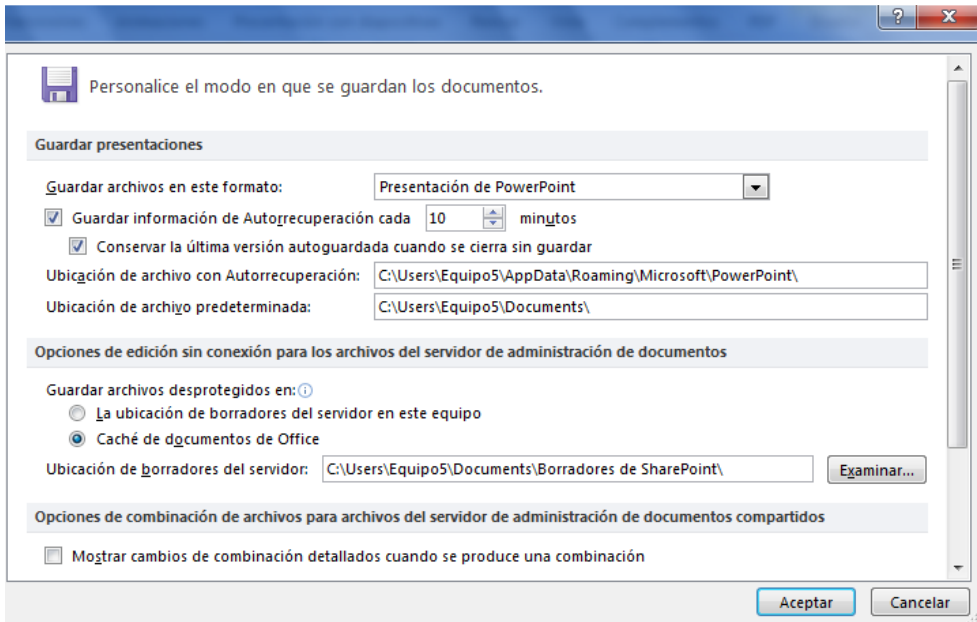 Personalice el modo en que se guardan los documentos.
Guardar presentaciones
Guardar archivos en este formato: Presentación de PowerPoint
Guardar información de Autorrecuperación cada 10 minutos
Conservar la última versión autoguardada cuando se cierra sin guardar
Ubicación de archivo con Autorrecuperación: C:\Users\Equipo5\AppData\Roaming\Microsoft\PowerPoint\
Ubicación de archivo predeterminada: C:\Users\Equipo5\Documents\
Opciones de edición sin conexión para los archivos del servidor de administración de documentos
Guardar archivos desprotegidos en:
La ubicación de borradores del servidor en este equipo
Caché de documentos de Office
Ubicación de borradores del servidor: C:\Users\Equipo5\Documents\Borradores de SharePoint\ Examinar...
Opciones de combinación de archivos para archivos del servidor de administración de documentos compartidos
Mostrar cambios de combinación detallados cuando se produce una combinación
Aceptar Cancelar